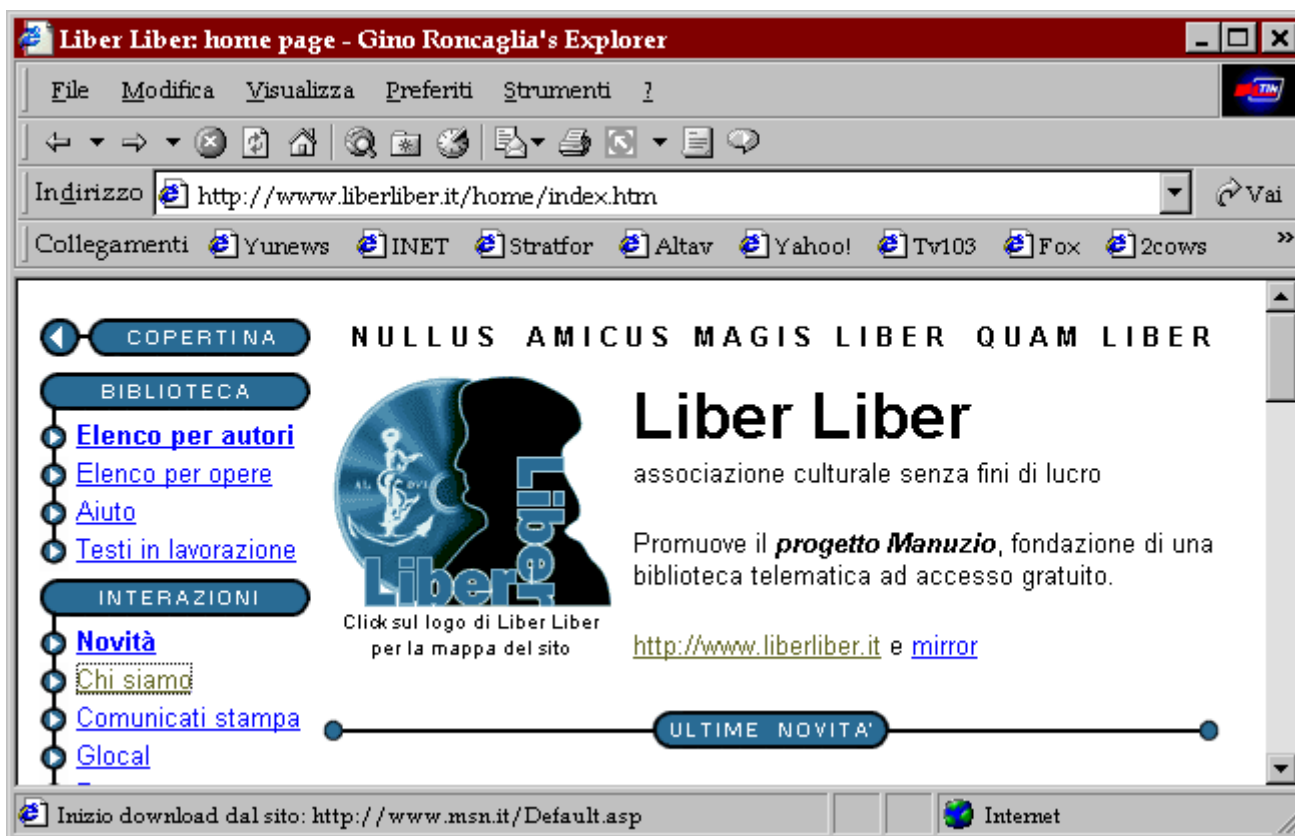 Liber Liber: home page - Gino Roncaglia's Explorer
File Modifica Visualizza Preferiti Strumenti ?
TIN
Indirizzo http://www.liberliber.it/home/index.htm Vai
Collegamenti Yunews INET Stratfor Altav Yahoo! Tv103 Fox 2cows »
COPERTINA
BIBLIOTECA
Elenco per autori
Elenco per opere
Aiuto
Testi in lavorazione
INTERAZIONI
Novità
Chi siamo
Comunicati stampa
Glocal
NULLUS AMICUS MAGIS LIBER QUAM LIBER
AL DVI
Liber
Liber
Click sul logo di Liber Liber
per la mappa del sito
Liber Liber
associazione culturale senza fini di lucro
Promuove il progetto Manuzio, fondazione di una
biblioteca telematica ad accesso gratuito.
http://www.liberliber.it e mirror
ULTIME NOVITA'
Inizio download dal sito: http://www.msn.it/Default.asp Internet